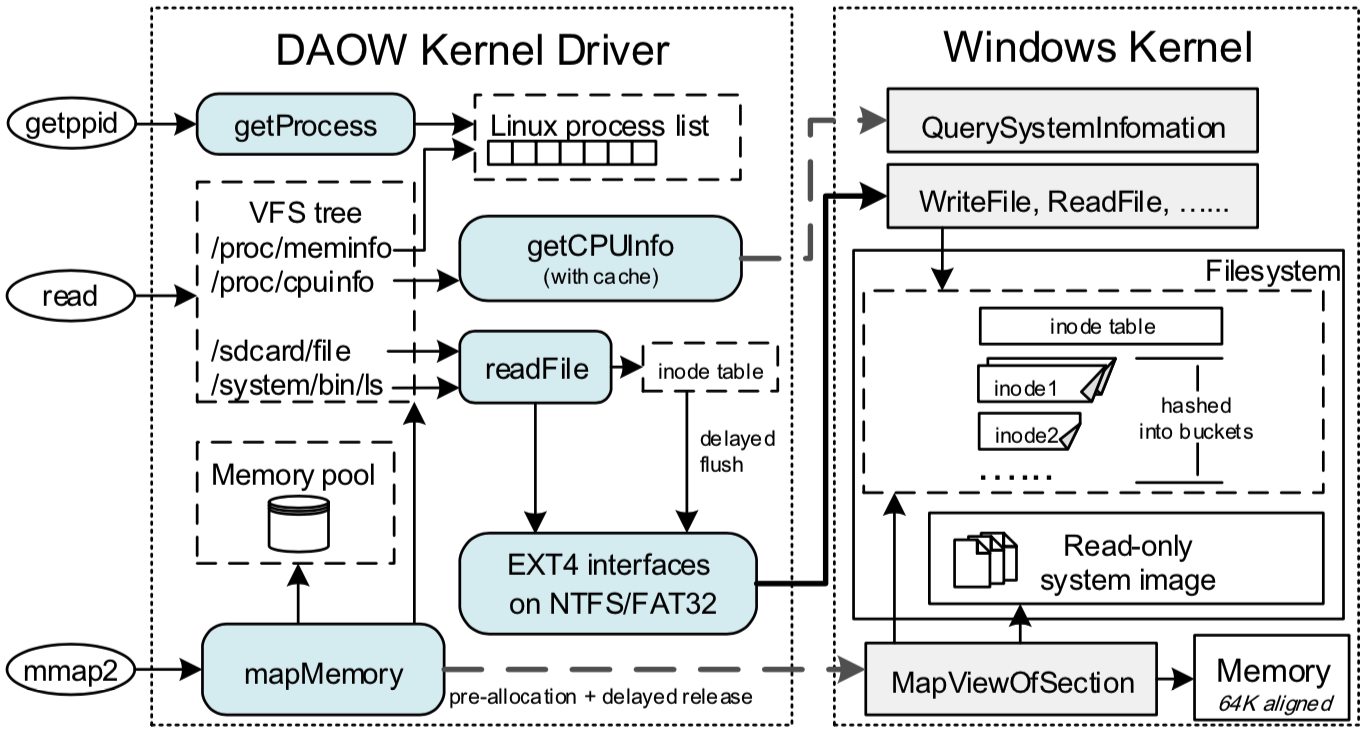 DAOW Kernel Driver
Windows Kernel
getppid
getProcess
Linux process list
QuerySystemInfomation
WriteFile, ReadFile, ......
VFS tree
/proc/meminfo
/proc/cpuinfo
/sdcard/file
/system/bin/ls
read
getCPUInfo
(with cache)
readFile
inode table
delayed
flush
Filesystem
inode table
inode1
inode2
......
hashed
into buckets
Memory pool
EXT4 interfaces
on NTFS/FAT32
Read-only
system image
mmap2
mapMemory
pre-allocation + delayed release
MapViewOfSection
Memory
64K aligned